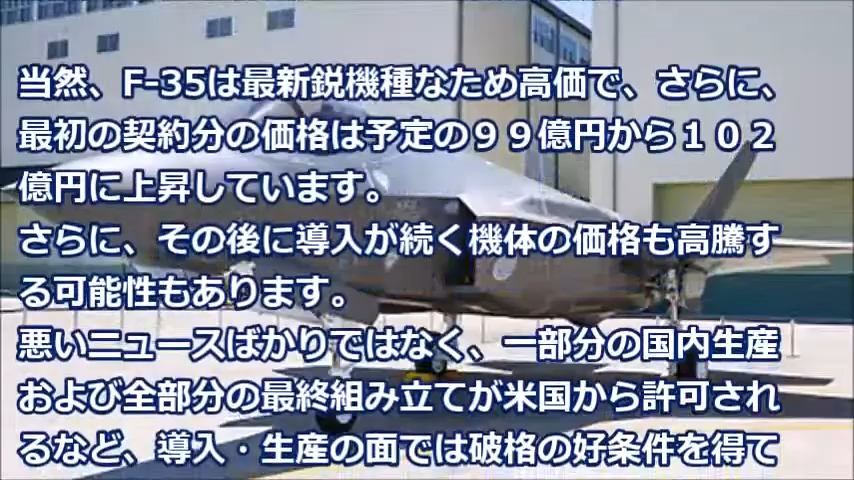 当然、F-35は最新鋭機種なため高価で、さらに、
最初の契約分の価格は予定の９９億円から１０２
億円に上昇しています。
さらに、その後に導入が続く機体の価格も高騰す
る可能性もあります。
悪いニュースばかりではなく、一部分の国内生産
および全部分の最終組み立てが米国から許可され
るなど、導入・生産の面では破格の好条件を得て